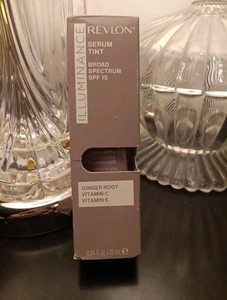 REVLON
ILLUMINANCE
SERUM
TINT
BROAD
SPECTRUM
SPF 15
GINGER ROOT
VITAMIN C
VITAMIN E